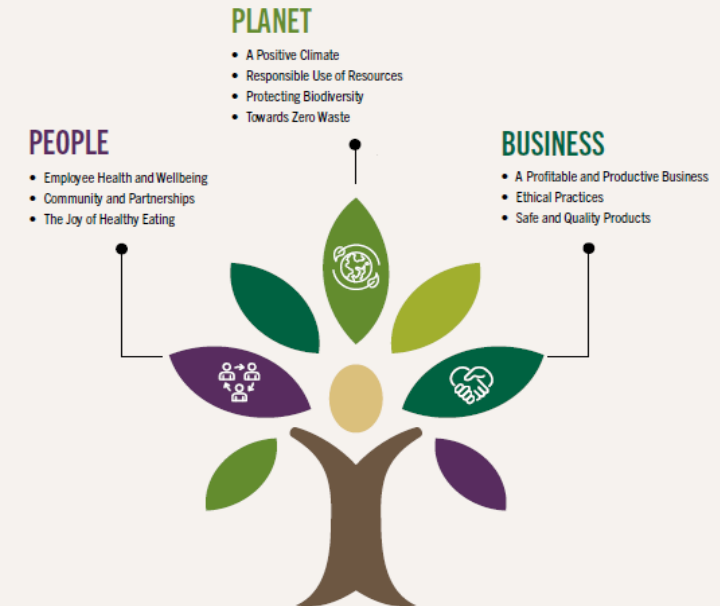 PLANET
• A Positive Climate
• Responsible Use of Resources
• Protecting Biodiversity
• Towards Zero Waste
PEOPLE
• Employee Health and Wellbeing
• Community and Partnerships
• The Joy of Healthy Eating
BUSINESS
• A Profitable and Productive Business
• Ethical Practices
• Safe and Quality Products